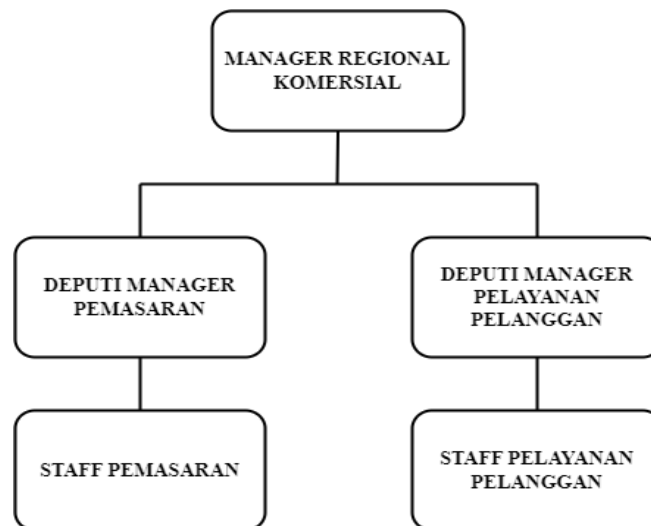 MANAGER REGIONAL
KOMERSIAL
DEPUTI MANAGER
PEMASARAN
DEPUTI MANAGER
PELAYANAN
PELANGGAN
STAFF PEMASARAN
STAFF PELAYANAN
PELANGGAN